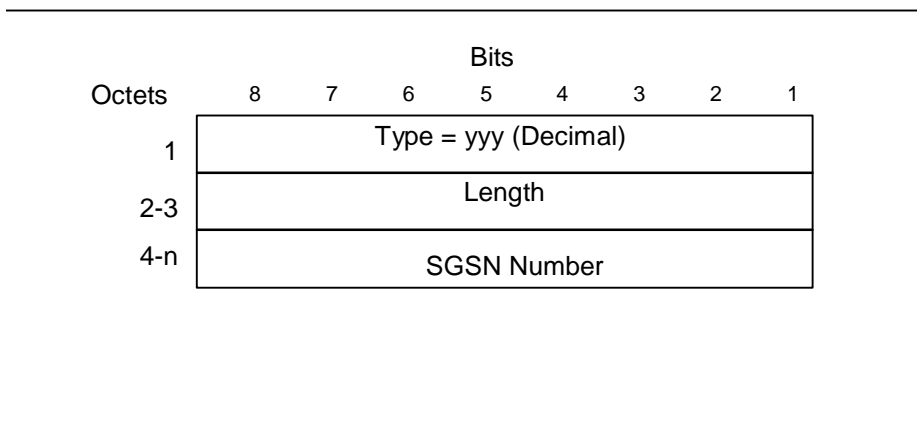 Bits
Octets 8 7 6 5 4 3 2 1
1 Type = yyy (Decimal)
2-3 Length
4-n SGSN Number